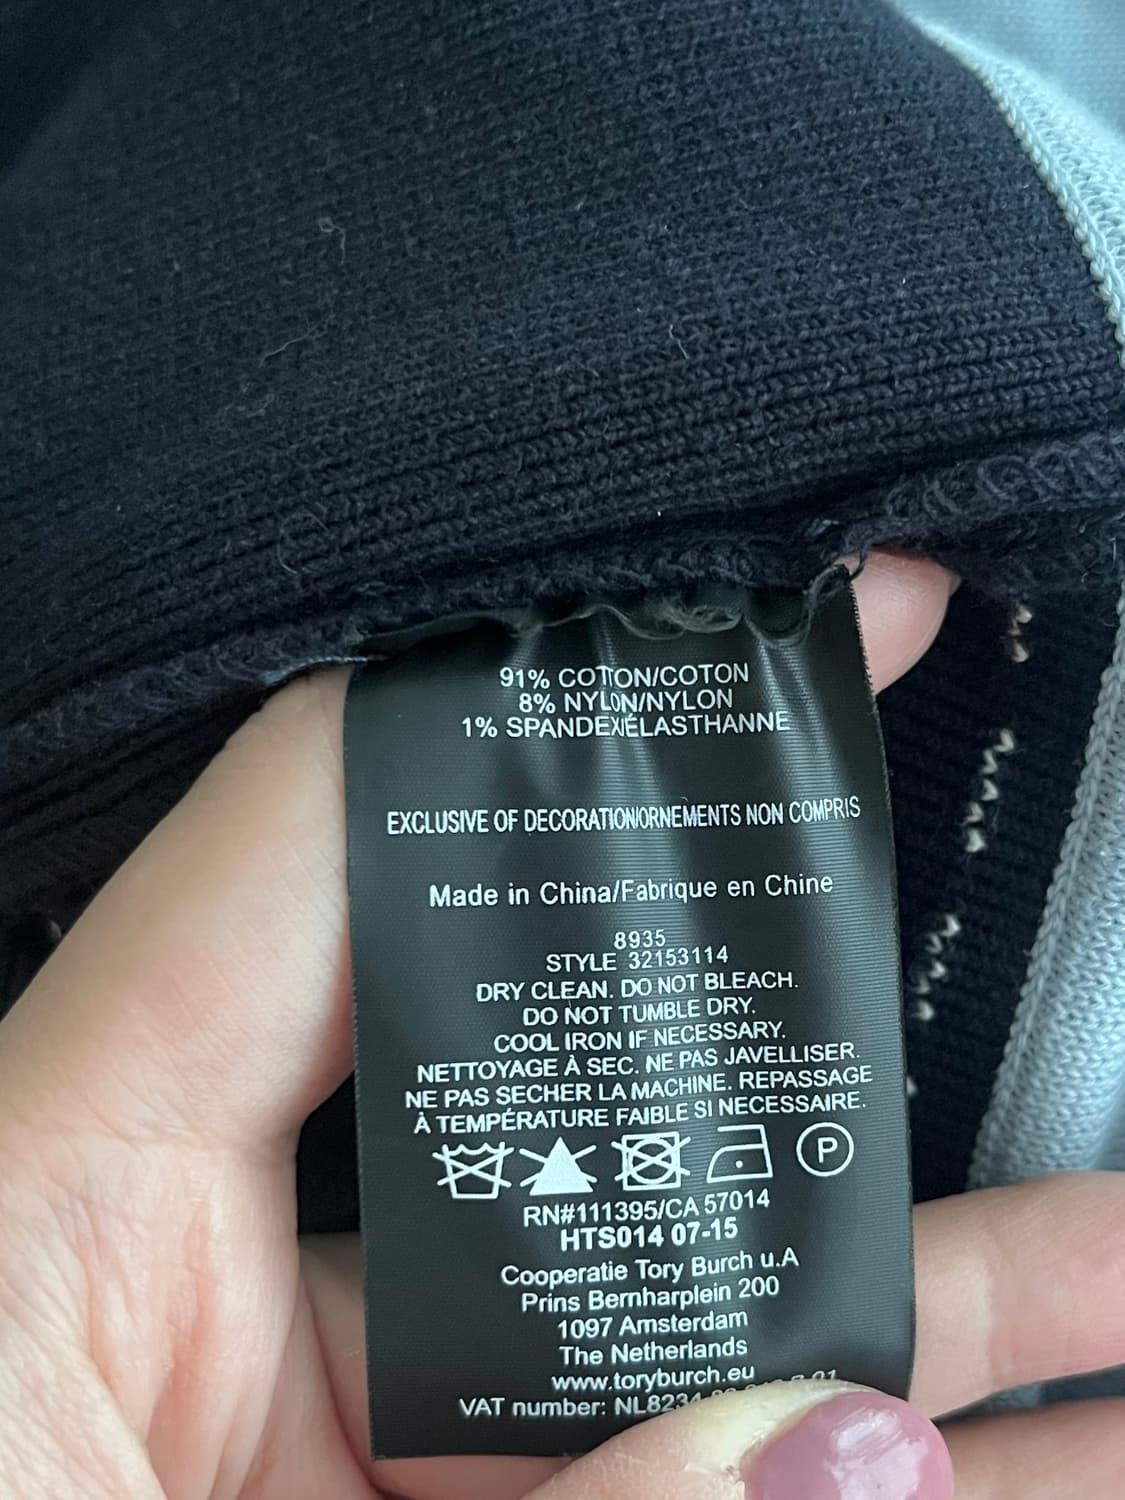 91% COTTON/COTON
8% NYLON/NYLON
1% SPANDEX/ÉLASTHANNE
EXCLUSIVE OF DECORATION/ORNEMENTS NON COMPRIS
Made in China/Fabrique en Chine
8935
STYLE 32153114
DRY CLEAN. DO NOT BLEACH.
DO NOT TUMBLE DRY.
COOL IRON IF NECESSARY.
NETTOYAGE À SEC. NE PAS JAVELLISER.
NE PAS SECHER LA MACHINE. REPASSAGE
À TEMPÉRATURE FAIBLE SI NECESSAIRE.
P
RN#111395/CA 57014
HTS014 07-15
Cooperatie Tory Burch u.A
Prins Bernharplein 200
1097 Amsterdam
The Netherlands
www.toryburch.eu
VAT number: